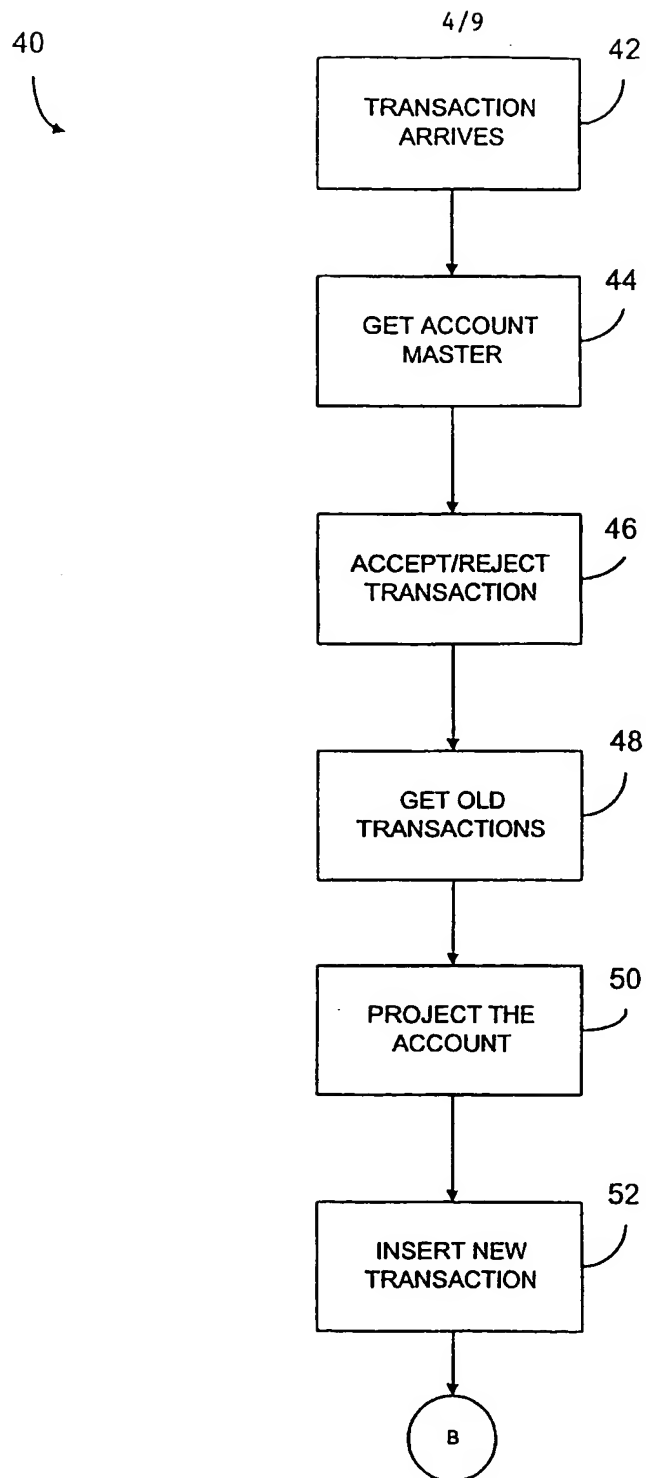 4/9
40
42
TRANSACTION
ARRIVES
44
GET ACCOUNT
MASTER
46
ACCEPT/REJECT
TRANSACTION
48
GET OLD
TRANSACTIONS
50
PROJECT THE
ACCOUNT
52
INSERT NEW
TRANSACTION
B